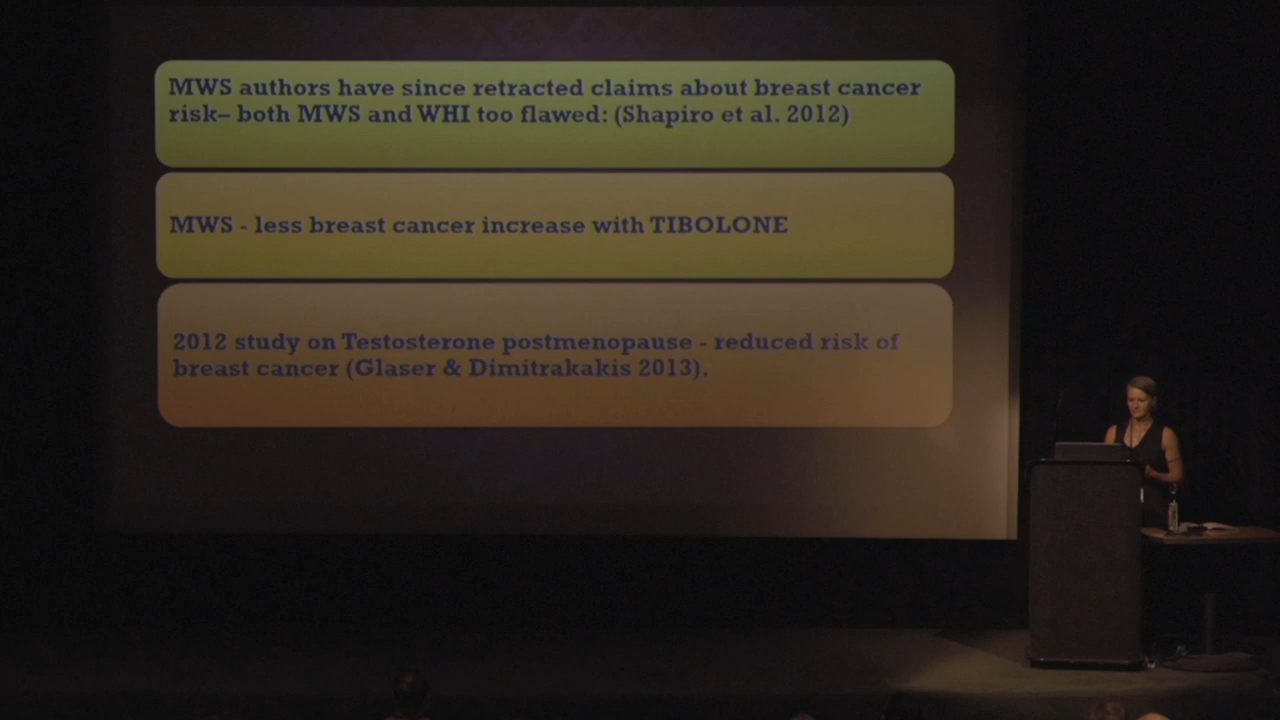 MWS authors have since retracted claims about breast cancer
risk– both MWS and WHI too flawed: (Shapiro et al. 2012)
MWS - less breast cancer increase with TIBOLONE
2012 study on Testosterone postmenopause - reduced risk of
breast cancer (Glaser & Dimitrakakis 2013).